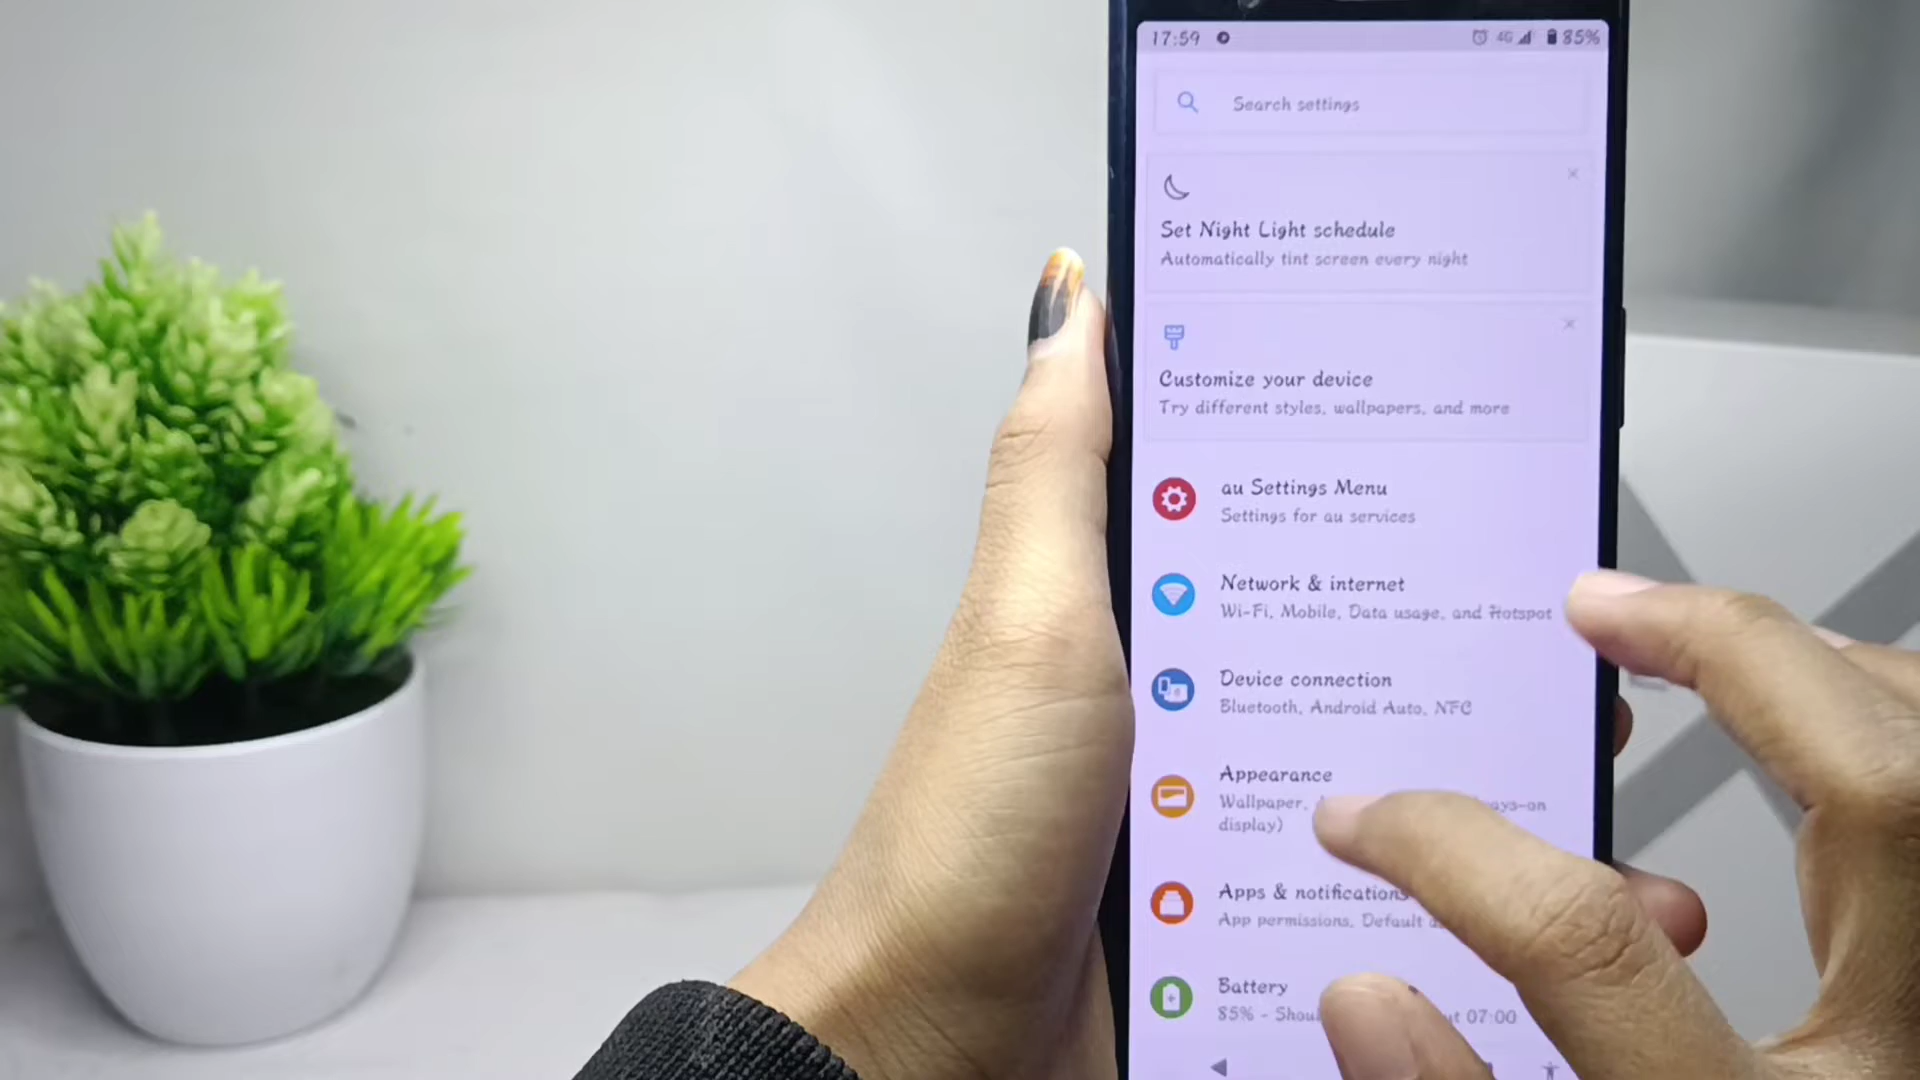 17:59 4G 85%
Search settings
Set Night Light schedule
Automatically tint screen every night
Customize your device
Try different styles, wallpapers, and more
au Settings Menu
Settings for au services
Network & internet
Wi-Fi, Mobile, Data usage, and Hotspot
Device connection
Bluetooth, Android Auto, NFC
Appearance
Wallpaper,
display)
Apps & notifications
App permissions, Default
Battery
85% - 07:00